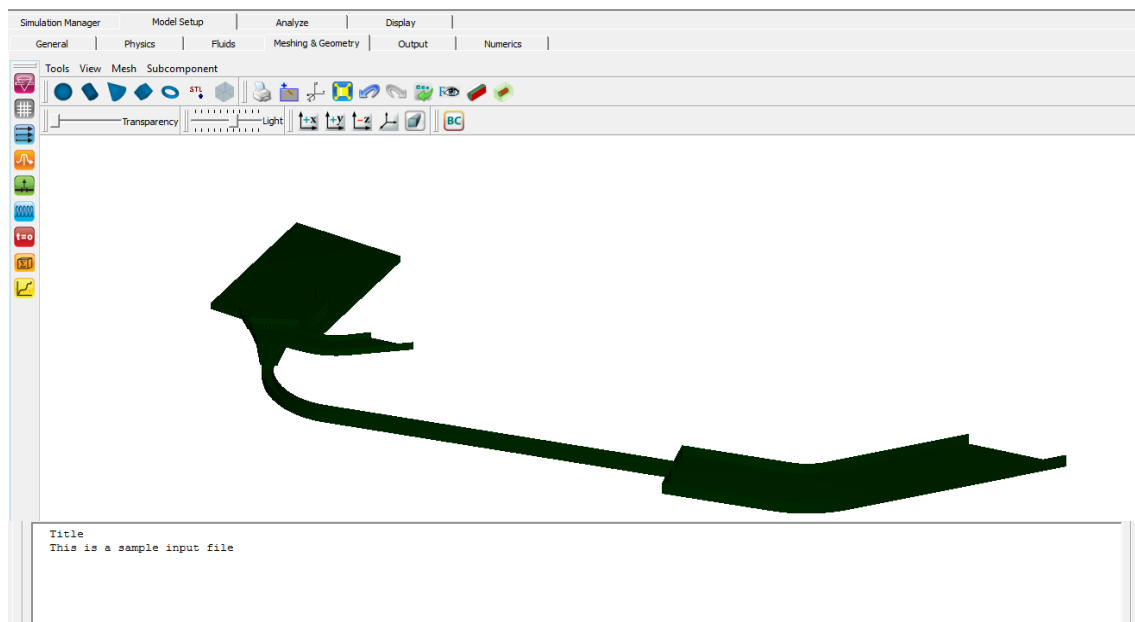 Simulation Manager Model Setup Analyze Display
General Physics Fluids Meshing & Geometry Output Numerics
Tools View Mesh Subcomponent
STL
Transparency Light +x +y -z BC
t=0
Title
This is a sample input file